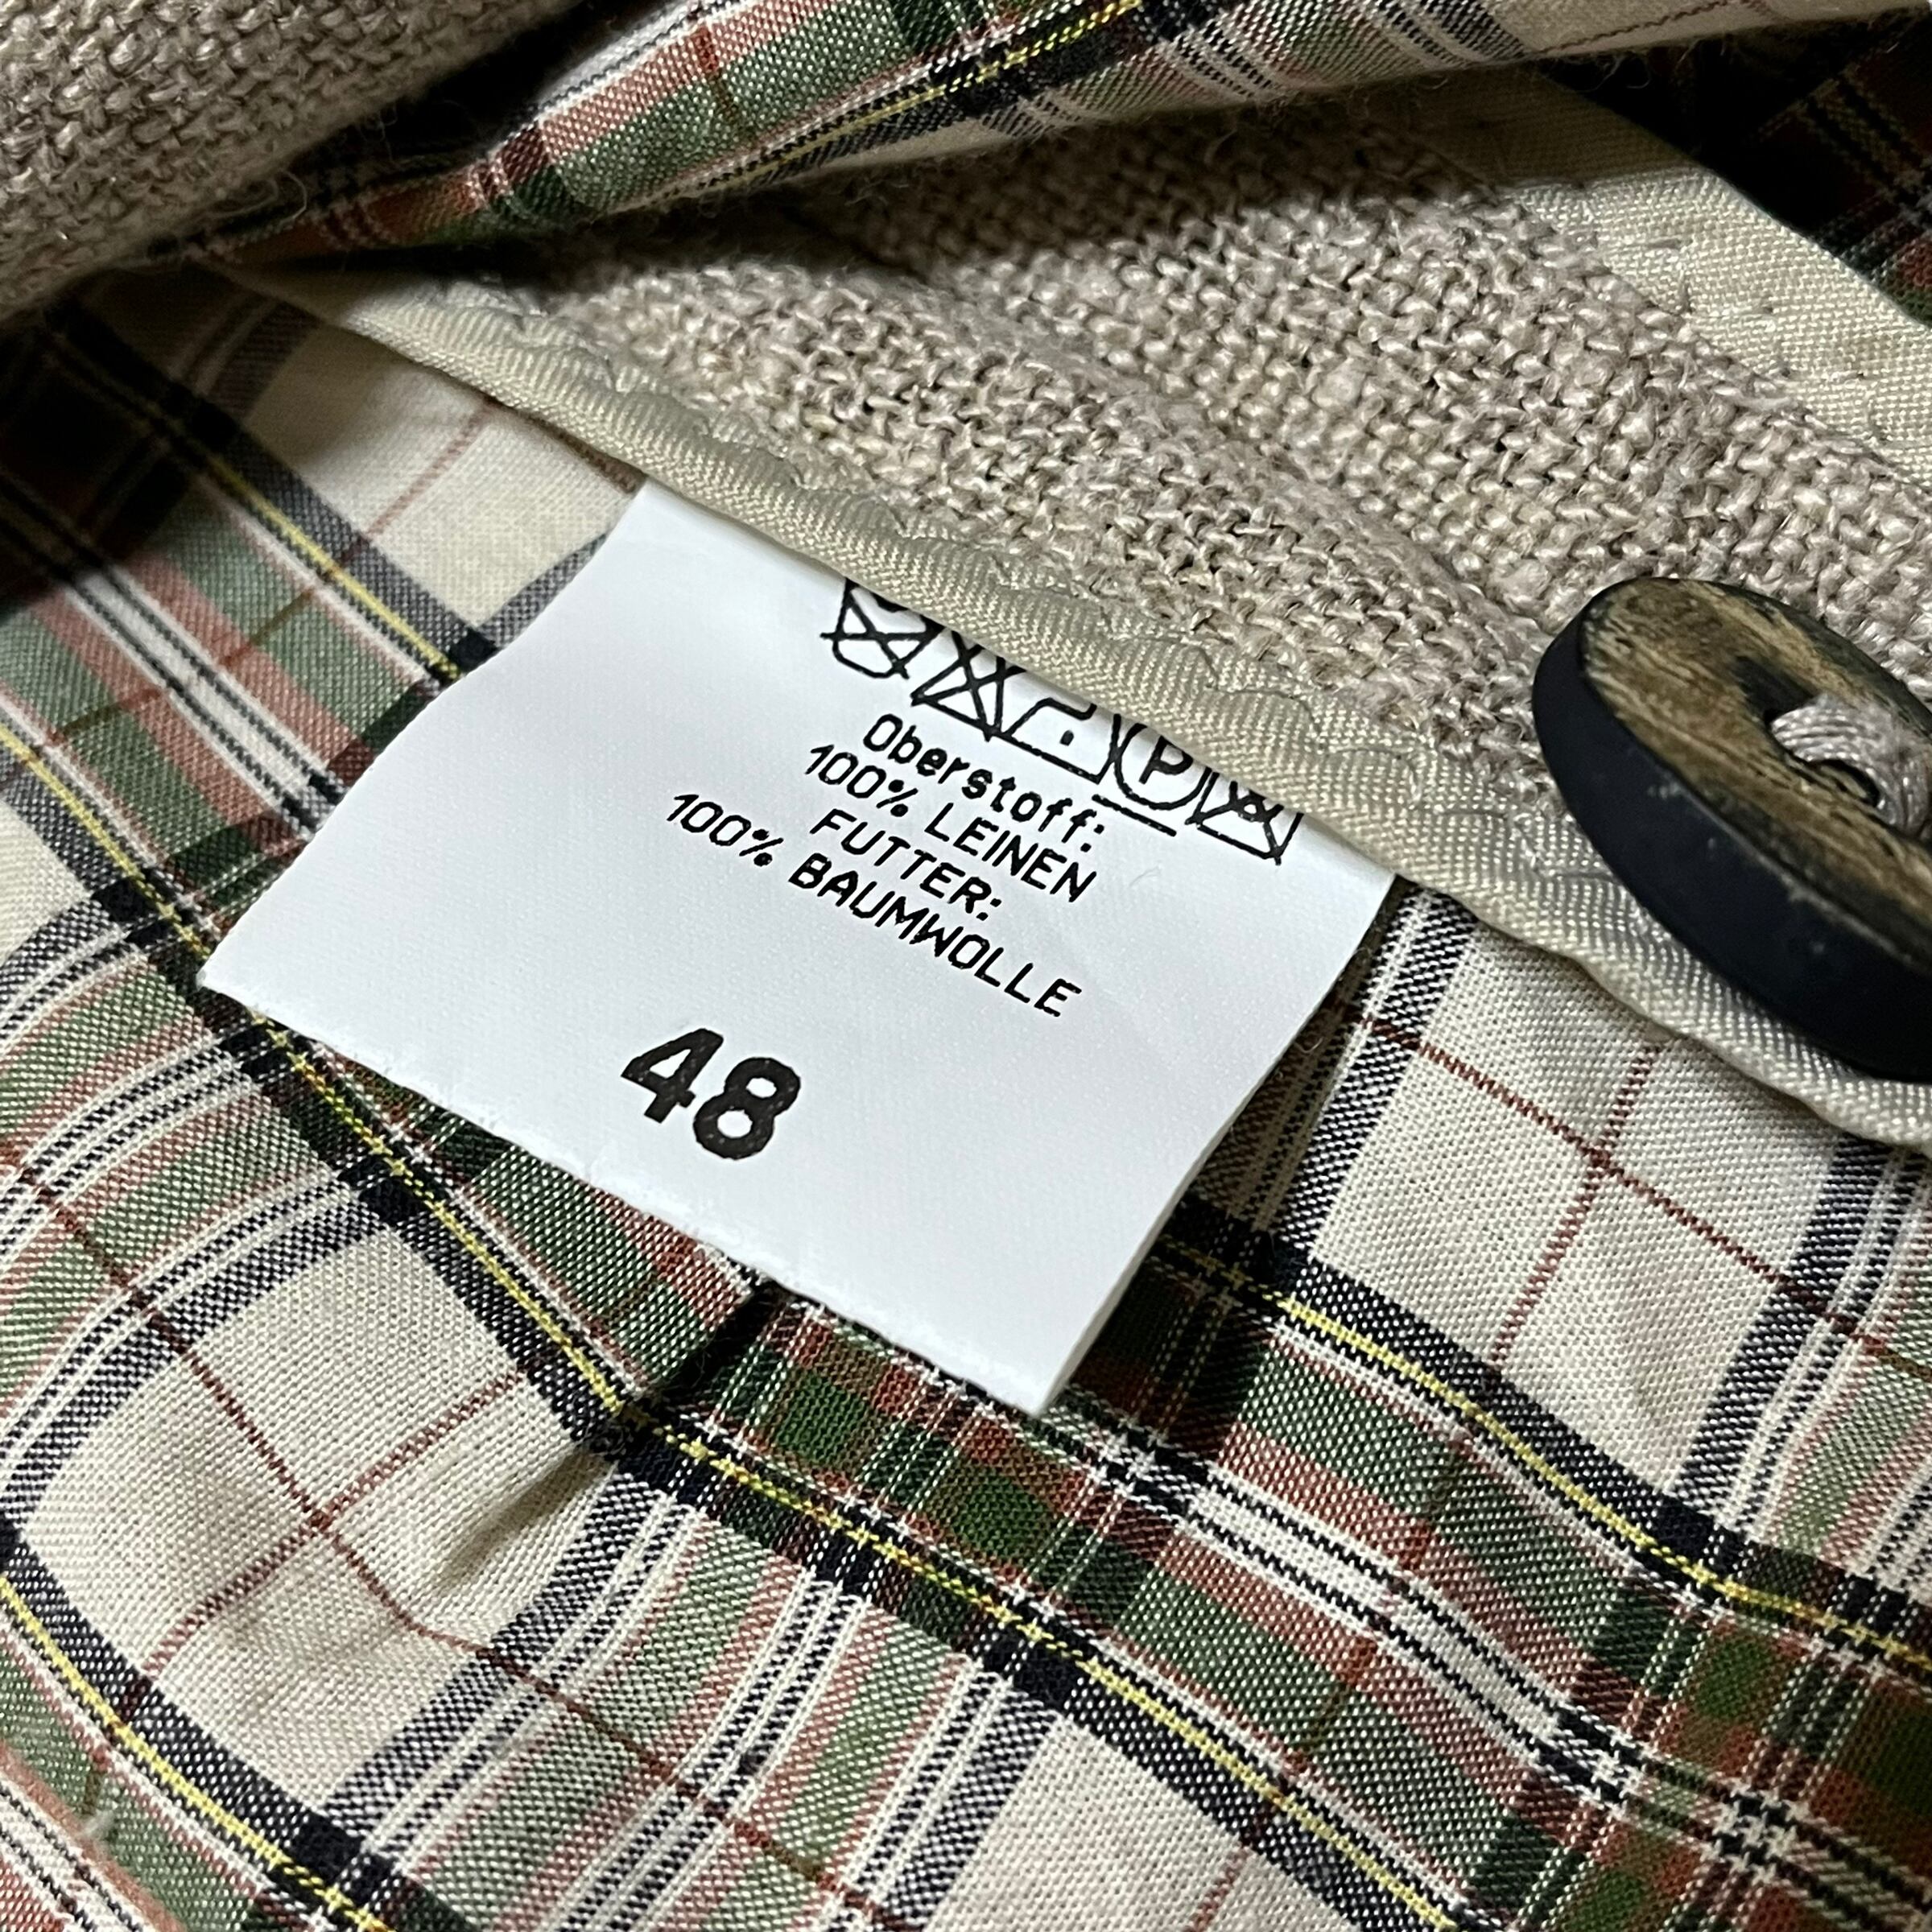 P
Oberstoff:
100% LEINEN
FUTTER:
100% BAUMWOLLE
48